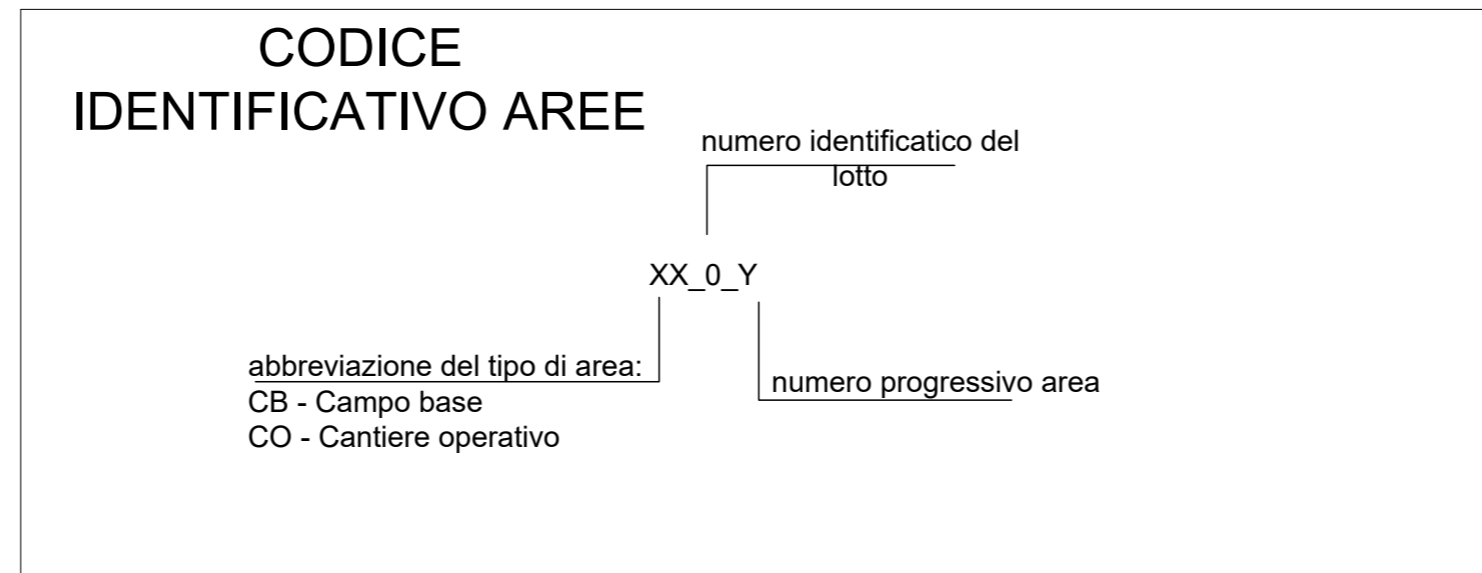 CODICE
IDENTIFICATIVO AREE
numero identificatico del
lotto
XX_0_Y
abbreviazione del tipo di area:
CB - Campo base
CO - Cantiere operativo
numero progressivo area